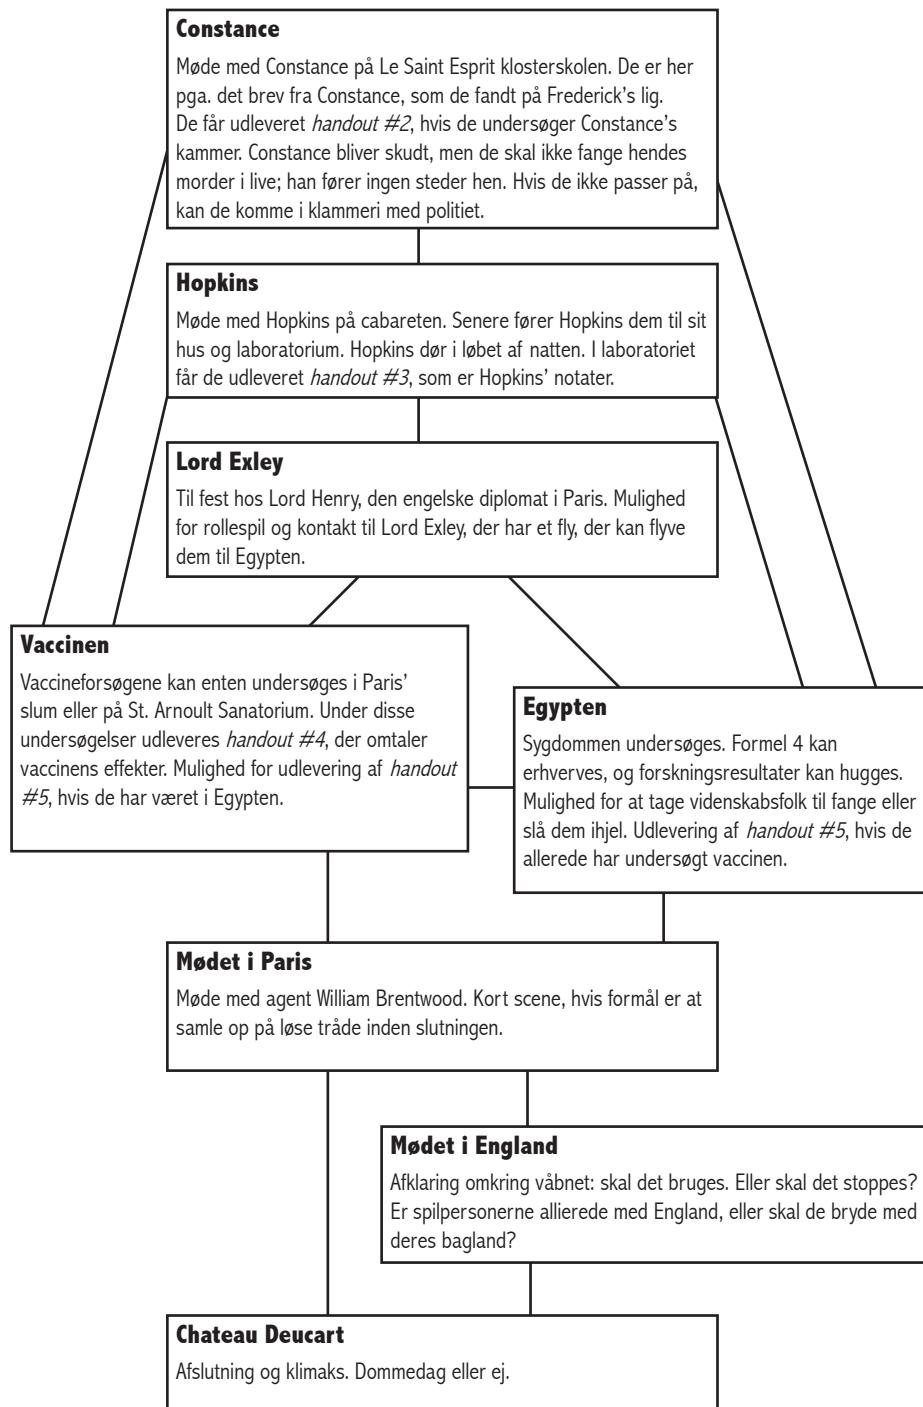 Constance
Møde med Constance på Le Saint Esprit klosterskolen. De er her
pga. det brev fra Constance, som de fandt på Frederick's lig.
De får udleveret handout #2, hvis de undersøger Constance's
kammer. Constance bliver skudt, men de skal ikke fange hendes
morder i live; han fører ingen steder hen. Hvis de ikke passer på,
kan de komme i klammeri med politiet.
Hopkins
Møde med Hopkins på cabareten. Senere fører Hopkins dem til sit
hus og laboratorium. Hopkins dør i løbet af natten. I laboratoriet
får de udleveret handout #3, som er Hopkins' notater.
Lord Exley
Til fest hos Lord Henry, den engelske diplomat i Paris. Mulighed
for rollespil og kontakt til Lord Exley, der har et fly, der kan flyve
dem til Egypten.
Vaccinen
Vaccineforsøgene kan enten undersøges i Paris'
slum eller på St. Arnoult Sanatorium. Under disse
undersøgelser udleveres handout #4, der omtaler
vaccinens effekter. Mulighed for udlevering af handout
#5, hvis de har været i Egypten.
Egypten
Sygdommen undersøges. Formel 4 kan
erhverves, og forskningsresultater kan hugges.
Mulighed for at tage videnskabsfolk til fange eller
slå dem ihjel. Udlevering af handout #5, hvis de
allerede har undersøgt vaccinen.
Mødet i Paris
Møde med agent William Brentwood. Kort scene, hvis formål er at
samle op på løse tråde inden slutningen.
Mødet i England
Afklaring omkring våbnet: skal det bruges. Eller skal det stoppes?
Er spilpersonerne allierede med England, eller skal de bryde med
deres bagland?
Chateau Deucart
Afslutning og klimaks. Dommedag eller ej.